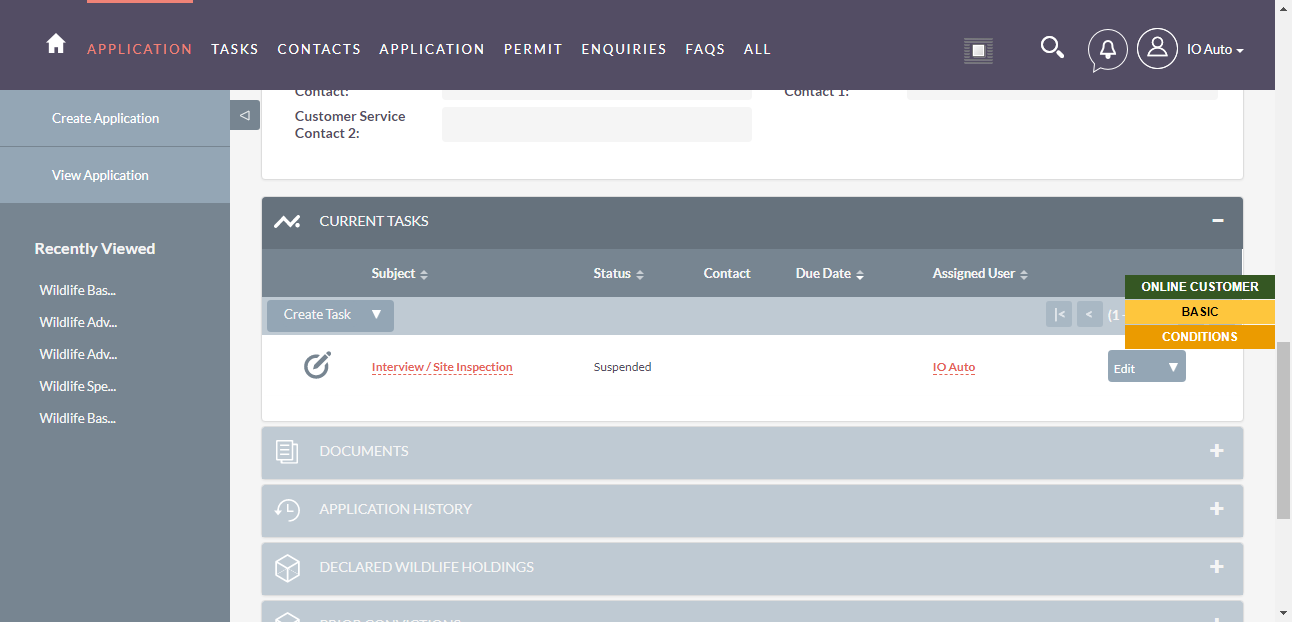 APPLICATION TASKS CONTACTS APPLICATION PERMIT ENQUIRIES FAQS ALL IO Auto
Create Application
View Application
Recently Viewed
Wildlife Bas...
Wildlife Adv...
Wildlife Adv...
Wildlife Spe...
Wildlife Bas...
Contact: Contact 1:
Customer Service
Contact 2:
CURRENT TASKS
Subject Status Contact Due Date Assigned User
ONLINE CUSTOMER
BASIC
CONDITIONS
Create Task (1 -
Interview / Site Inspection Suspended IO Auto Edit
DOCUMENTS
APPLICATION HISTORY
DECLARED WILDLIFE HOLDINGS
PRIOR CONVICTIONS